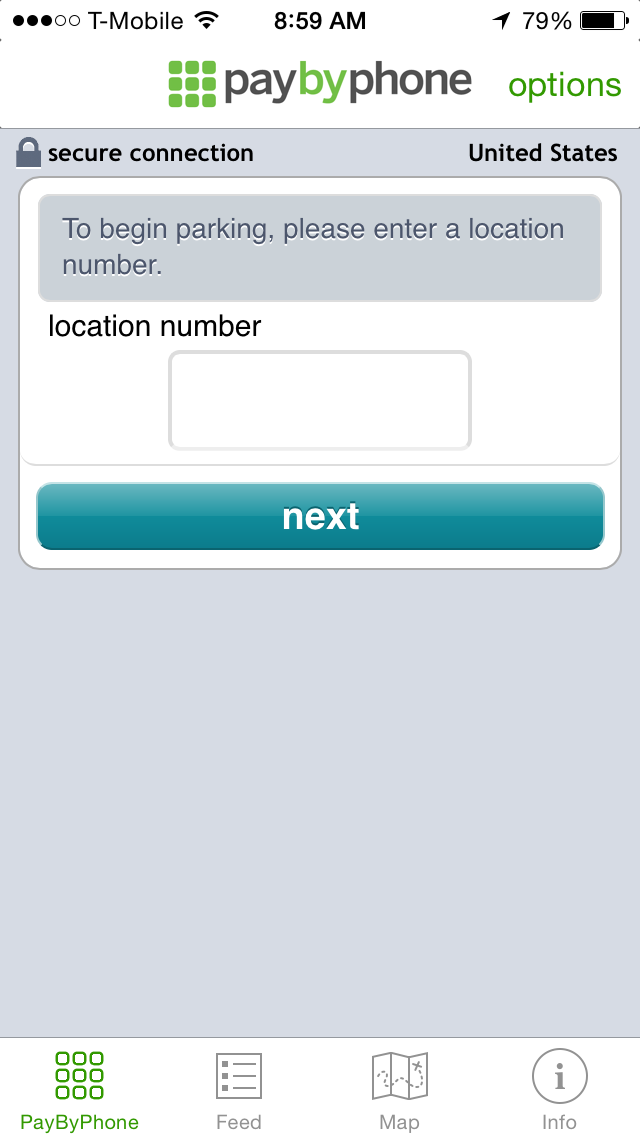 T-Mobile 8:59 AM 79%
paybyphone options
secure connection United States
To begin parking, please enter a location
number.
location number
next
PayByPhone Feed Map Info